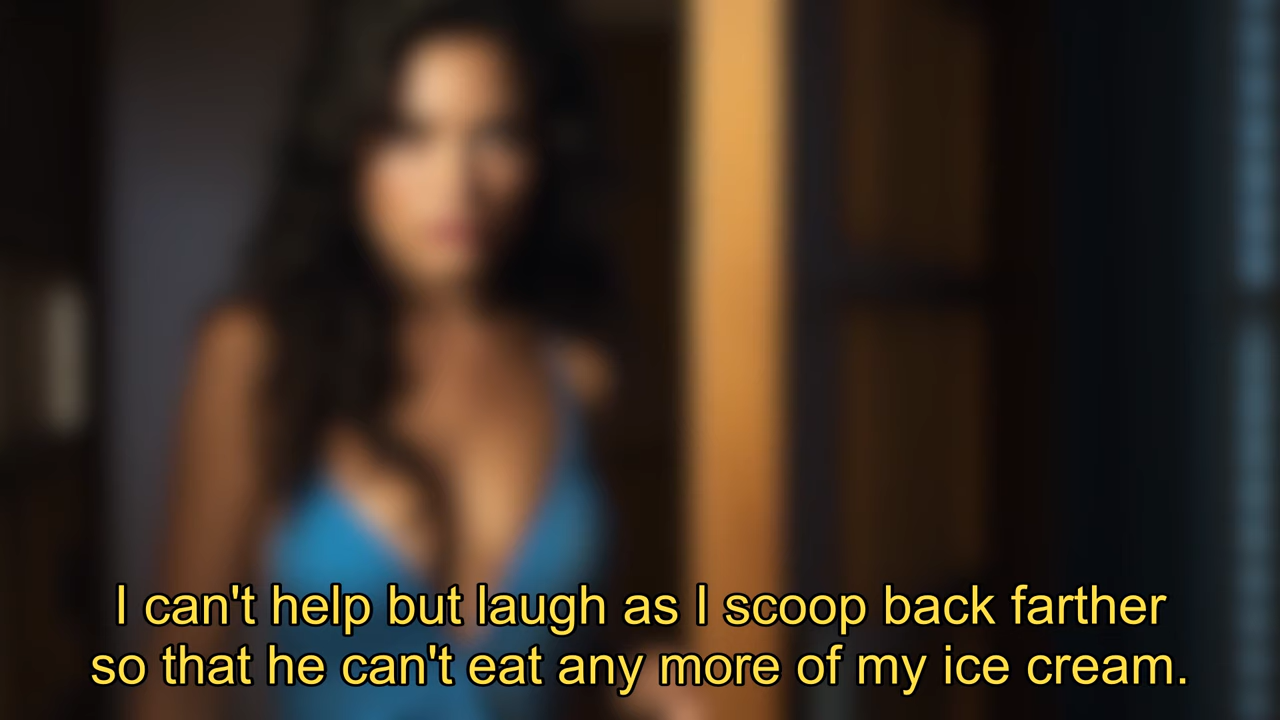 I can't help but laugh as I scoop back farther
so that he can't eat any more of my ice cream.